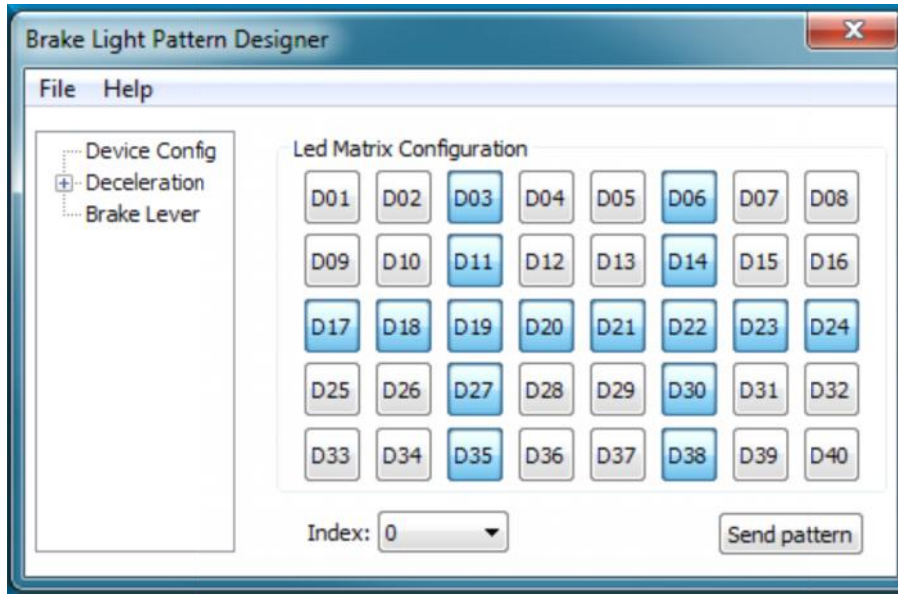 Brake Light Pattern Designer
File Help
Device Config
Deceleration
Brake Lever
Led Matrix Configuration
D01 D02 D03 D04 D05 D06 D07 D08
D09 D10 D11 D12 D13 D14 D15 D16
D17 D18 D19 D20 D21 D22 D23 D24
D25 D26 D27 D28 D29 D30 D31 D32
D33 D34 D35 D36 D37 D38 D39 D40
Index: 0 Send pattern